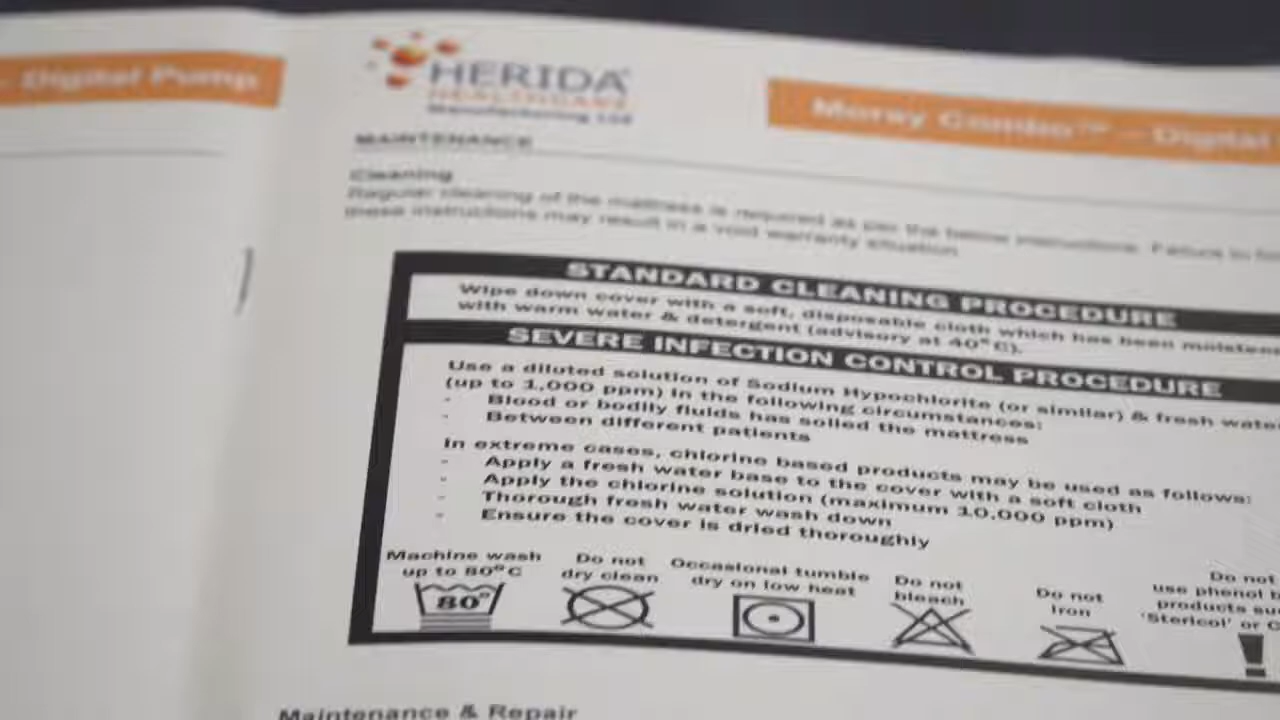 – Digital Pump
HERIDA
HEALTHCARE
Manufacturing Ltd
Mersy Combo™ – Digital
MAINTENANCE
Cleaning
Regular cleaning of the mattress is required as per the below instructions. Failure to
these instructions may result in a void warranty situation
STANDARD CLEANING PROCEDURE
Wipe down cover with a soft, disposable cloth which has been
with warm water & detergent (advisory at 40°C).
SEVERE INFECTION CONTROL PROCEDURE
Use a diluted solution of Sodium Hypochlorite (or similar) & fresh water
(up to 1,000 ppm) in the following circumstances:
- Blood or bodily fluids has soiled the mattress
- Between different patients
In extreme cases, chlorine based products may be used as follows:
- Apply a fresh water base to the cover with a soft cloth
- Apply the chlorine solution (maximum 10,000 ppm)
- Thorough fresh water wash down
- Ensure the cover is dried thoroughly
Machine wash
up to 80°C
80°
Do not
dry clean
Occasional tumble
dry on low heat
Do not
bleach
Do not
Iron
Do not
use phenol
products
'Stericol' or
Maintenance & Repair